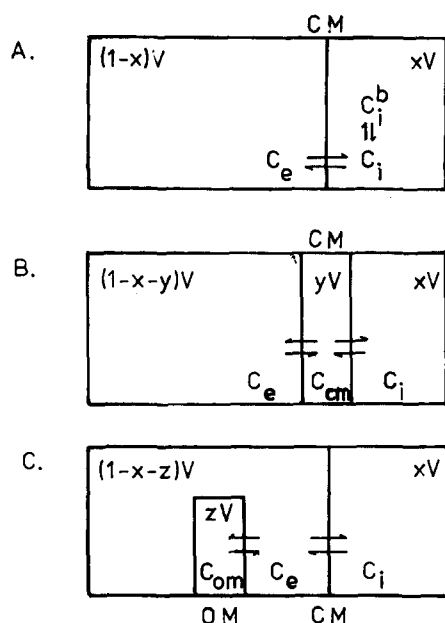 CM
A. (1-x)V xV
C_i^b
⇅
C_e ⇌ C_i
CM
B. (1-x-y)V yV xV
C_e C_cm C_i
C. (1-x-z)V xV
zV
C_om C_e C_i
OM CM